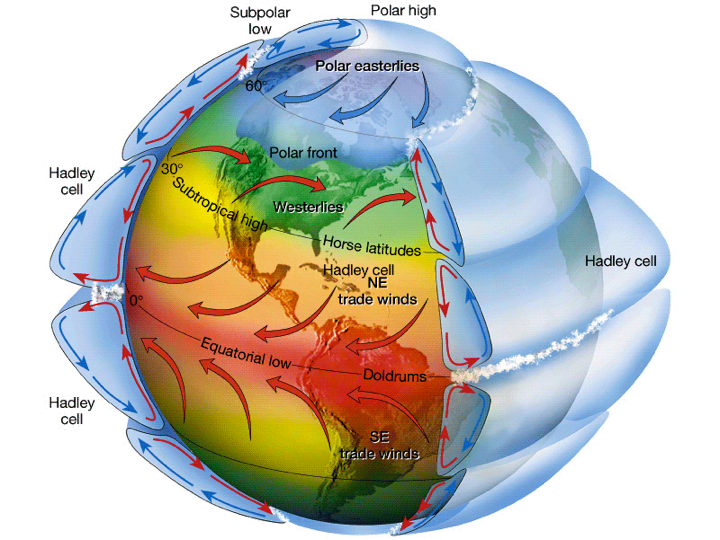 Subpolar
low
Polar high
Polar easterlies
60°
Polar front
30°
Hadley
cell
Subtropical high
Westerlies
Horse latitudes
Hadley cell
Hadley cell
NE
trade winds
0°
Equatorial low
Doldrums
Hadley
cell
SE
trade winds